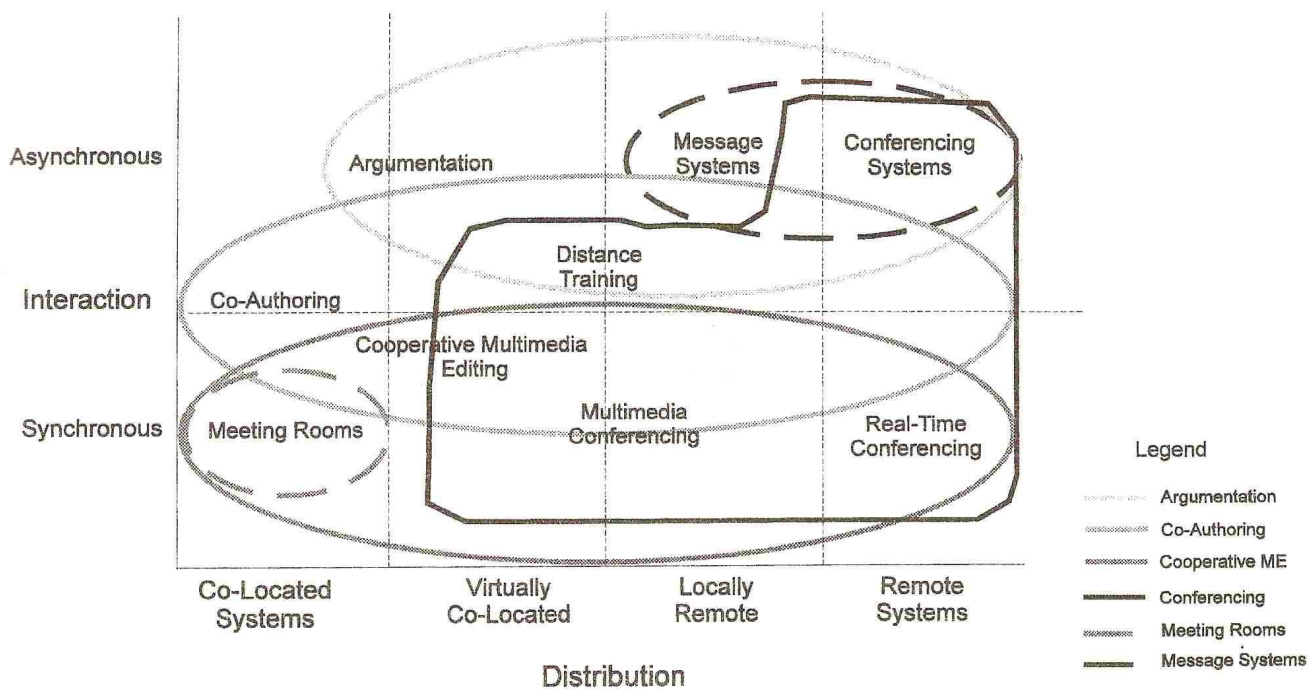 Asynchronous
Argumentation
Message
Systems
Conferencing
Systems
Distance
Training
Interaction
Co-Authoring
Cooperative Multimedia
Editing
Synchronous
Meeting Rooms
Multimedia
Conferencing
Real-Time
Conferencing
Legend
Argumentation
Co-Authoring
Cooperative ME
Conferencing
Meeting Rooms
Message Systems
Co-Located
Systems
Virtually
Co-Located
Locally
Remote
Remote
Systems
Distribution